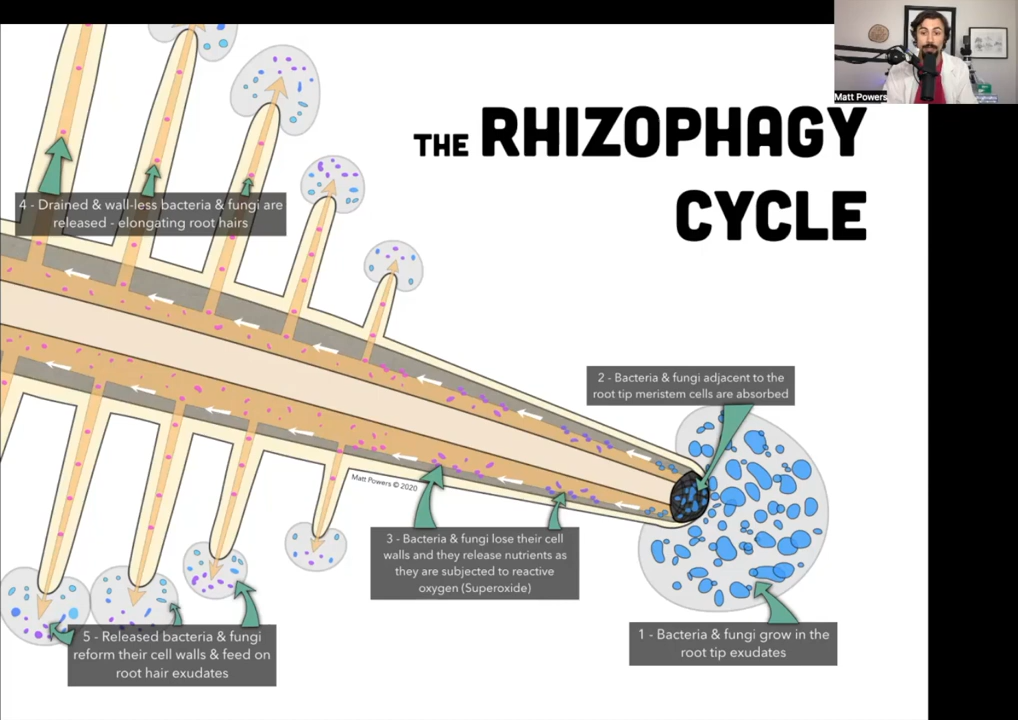 Matt Powers
THE RHIZOPHAGY
CYCLE
4 - Drained & wall-less bacteria & fungi are
released - elongating root hairs
2 - Bacteria & fungi adjacent to the
root tip meristem cells are absorbed
Matt Powers © 2020
3 - Bacteria & fungi lose their cell
walls and they release nutrients as
they are subjected to reactive
oxygen (Superoxide)
1 - Bacteria & fungi grow in the
root tip exudates
5 - Released bacteria & fungi
reform their cell walls & feed on
root hair exudates